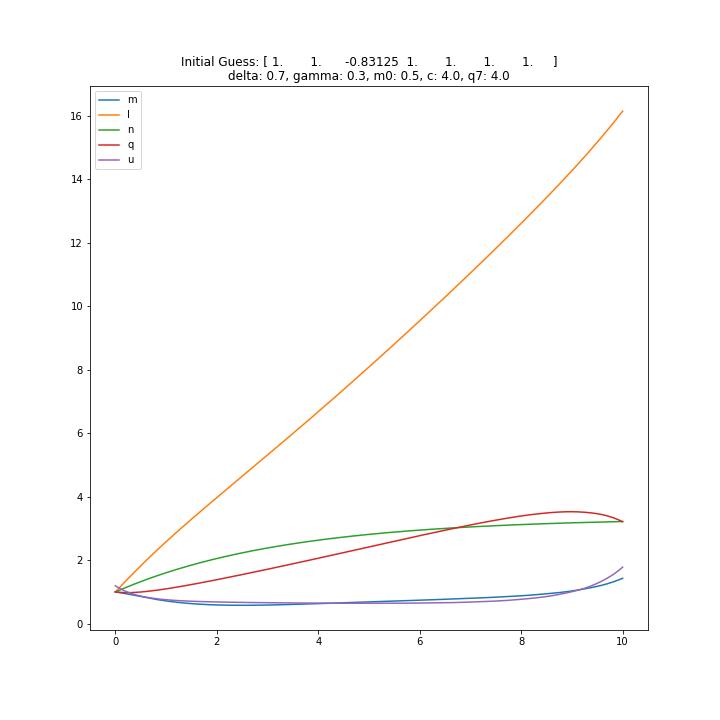 Initial Guess: [ 1. 1. -0.83125 1. 1. 1. 1. ]
delta: 0.7, gamma: 0.3, m0: 0.5, c: 4.0, q7: 4.0
m
l
n
q
u
16
14
12
10
8
6
4
2
0
0 2 4 6 8 10